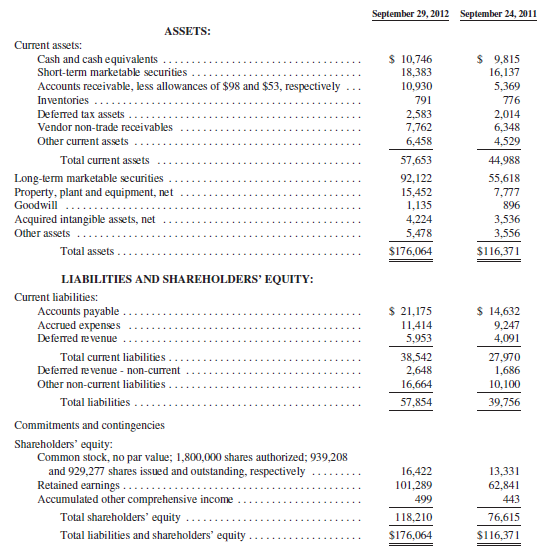 September 29, 2012 September 24, 2011
ASSETS:
Current assets:
Cash and cash equivalents $ 10,746 $ 9,815
Short-term marketable securities 18,383 16,137
Accounts receivable, less allowances of $98 and $53, respectively 10,930 5,369
Inventories 791 776
Deferred tax assets 2,583 2,014
Vendor non-trade receivables 7,762 6,348
Other current assets 6,458 4,529
Total current assets 57,653 44,988
Long-term marketable securities 92,122 55,618
Property, plant and equipment, net 15,452 7,777
Goodwill 1,135 896
Acquired intangible assets, net 4,224 3,536
Other assets 5,478 3,556
Total assets $176,064 $116,371
LIABILITIES AND SHAREHOLDERS' EQUITY:
Current liabilities:
Accounts payable $ 21,175 $ 14,632
Accrued expenses 11,414 9,247
Deferred revenue 5,953 4,091
Total current liabilities 38,542 27,970
Deferred revenue - non-current 2,648 1,686
Other non-current liabilities 16,664 10,100
Total liabilities 57,854 39,756
Commitments and contingencies
Shareholders' equity:
Common stock, no par value; 1,800,000 shares authorized; 939,208
and 929,277 shares issued and outstanding, respectively 16,422 13,331
Retained earnings 101,289 62,841
Accumulated other comprehensive income 499 443
Total shareholders' equity 118,210 76,615
Total liabilities and shareholders' equity $176,064 $116,371